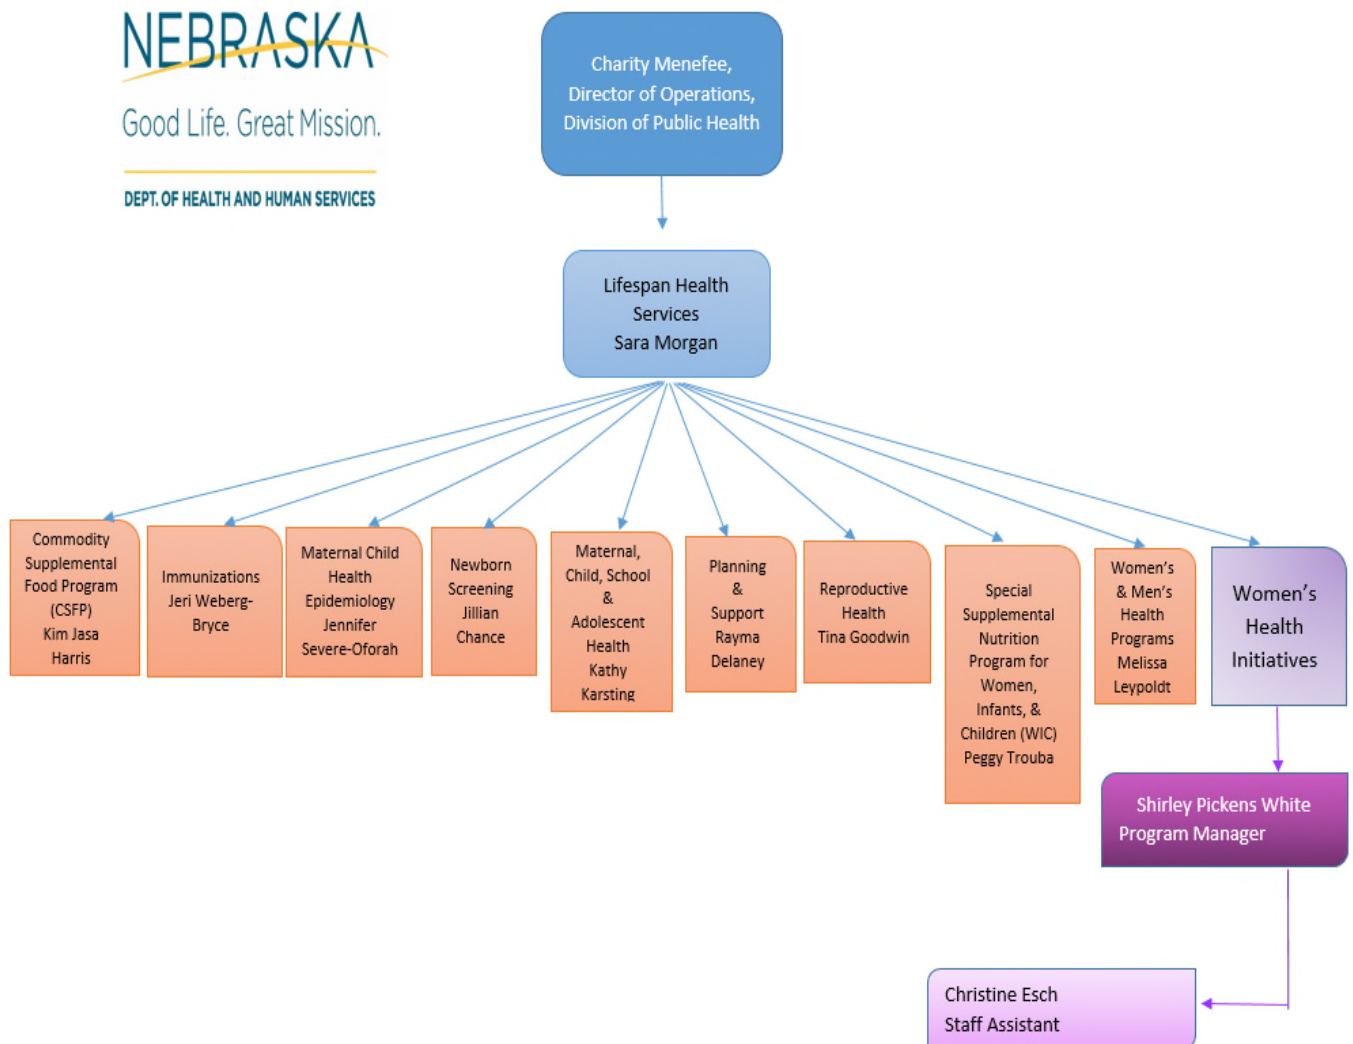 NEBRASKA
Good Life. Great Mission.
DEPT. OF HEALTH AND HUMAN SERVICES
Charity Menefee,
Director of Operations,
Division of Public Health
Lifespan Health
Services
Sara Morgan
Commodity
Supplemental
Food Program
(CSFP)
Kim Jasa
Harris
Immunizations
Jeri Weberg-
Bryce
Maternal Child
Health
Epidemiology
Jennifer
Severe-Oforah
Newborn
Screening
Jillian
Chance
Maternal,
Child, School
&
Adolescent
Health
Kathy
Karsting
Planning
&
Support
Rayma
Delaney
Reproductive
Health
Tina Goodwin
Special
Supplemental
Nutrition
Program for
Women,
Infants, &
Children (WIC)
Peggy Trouba
Women's
& Men's
Health
Programs
Melissa
Leypoldt
Women's
Health
Initiatives
Shirley Pickens White
Program Manager
Christine Esch
Staff Assistant